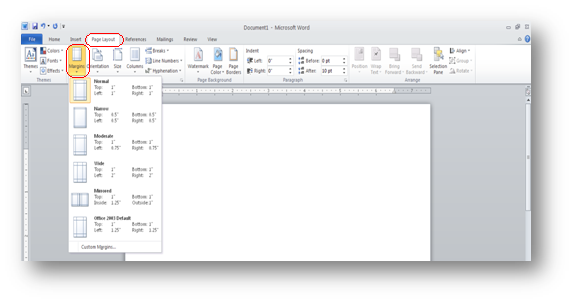 Document1 - Microsoft Word
File Home Insert Page Layout References Mailings Review View
Colors Breaks Indent Spacing Align
Fonts Line Numbers Left: 0" Before: 0 pt Group
Themes Effects Margins Orientation Size Columns Hyphenation Watermark Page Color Page Borders Right: 0" After: 10 pt Position Wrap Text Bring Forward Send Backward Selection Pane Rotate
Themes Page Background Paragraph Arrange
Normal
Top: 1" Bottom: 1"
Left: 1" Right: 1"
Narrow
Top: 0.5" Bottom: 0.5"
Left: 0.5" Right: 0.5"
Moderate
Top: 1" Bottom: 1"
Left: 0.75" Right: 0.75"
Wide
Top: 1" Bottom: 1"
Left: 2" Right: 2"
Mirrored
Top: 1" Bottom: 1"
Inside: 1.25" Outside: 1"
Office 2003 Default
Top: 1" Bottom: 1"
Left: 1.25" Right: 1.25"
Custom Margins...